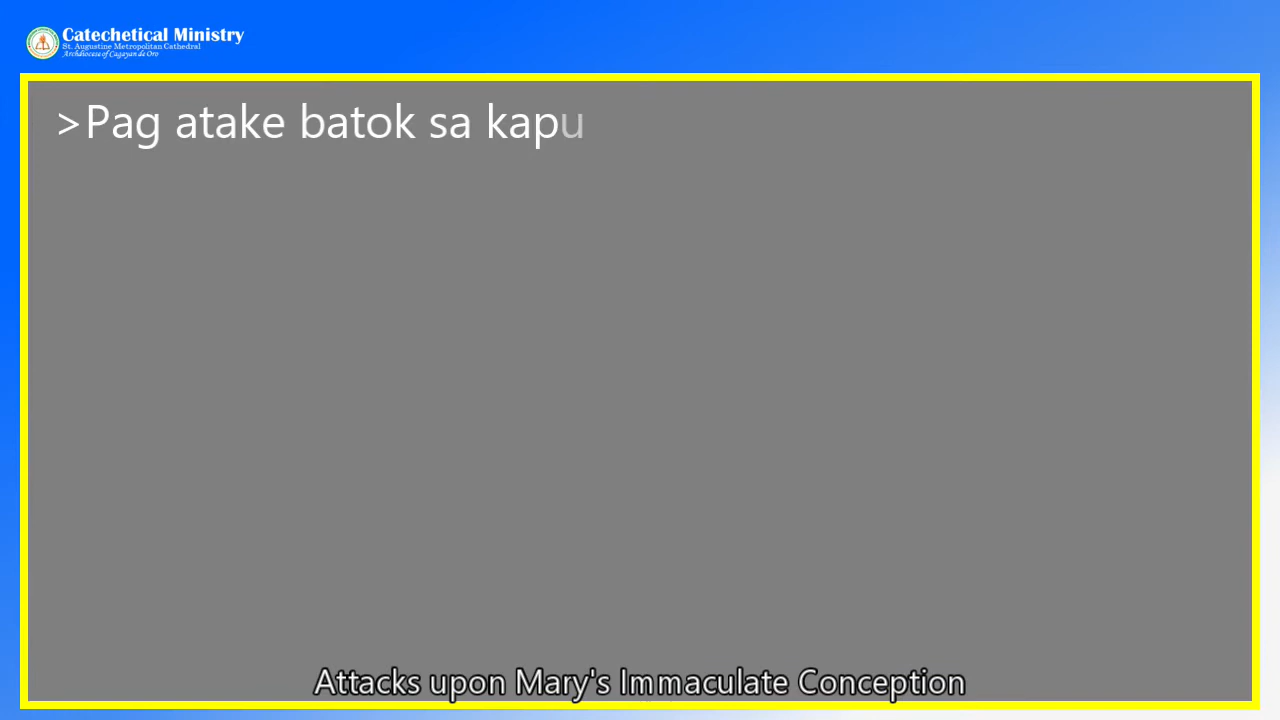 Catechetical Ministry
St. Augustine Metropolitan Cathedral
Archdiocese of Cagayan de Oro
>Pag atake batok sa kapu
Attacks upon Mary's Immaculate Conception